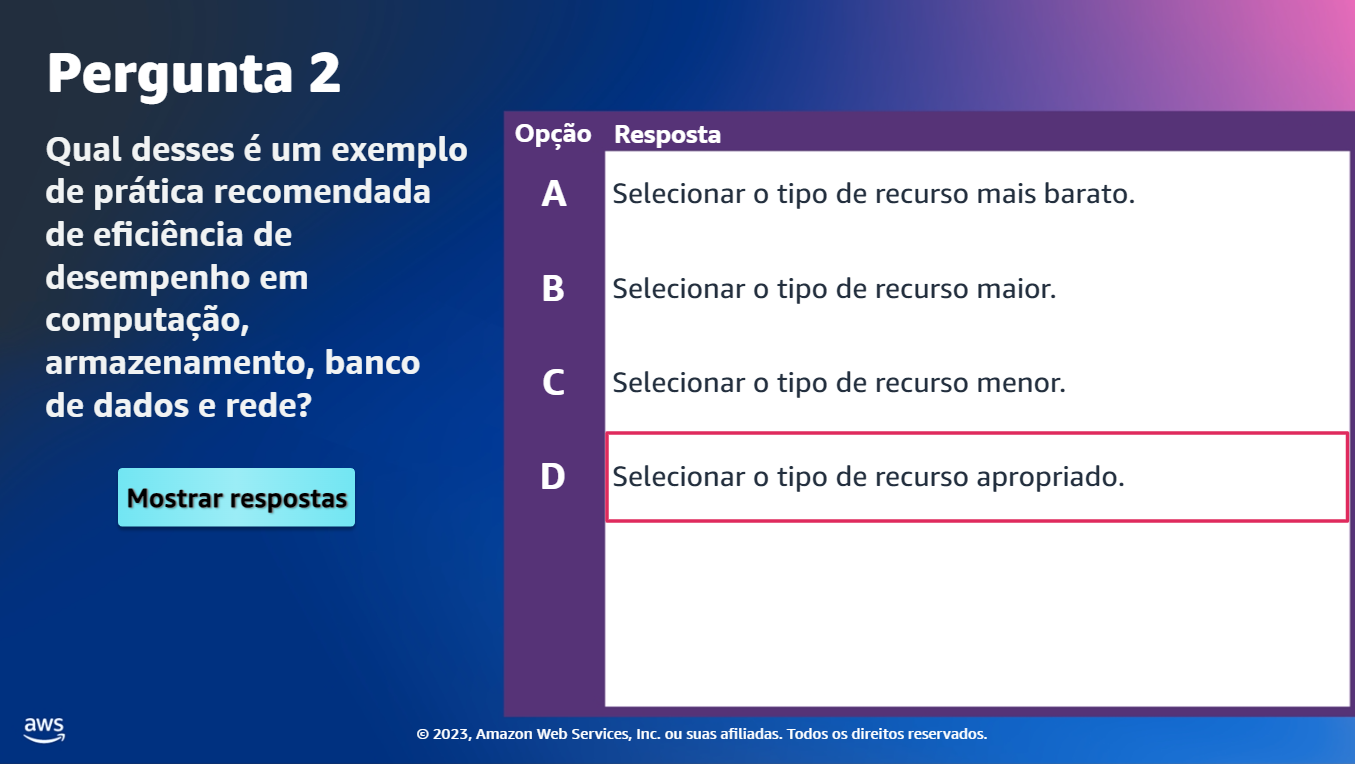 Pergunta 2
Qual desses é um exemplo
de prática recomendada
de eficiência de
desempenho em
computação,
armazenamento, banco
de dados e rede?
Mostrar respostas
Opção Resposta
A Selecionar o tipo de recurso mais barato.
B Selecionar o tipo de recurso maior.
C Selecionar o tipo de recurso menor.
D Selecionar o tipo de recurso apropriado.
aws
© 2023, Amazon Web Services, Inc. ou suas afiliadas. Todos os direitos reservados.